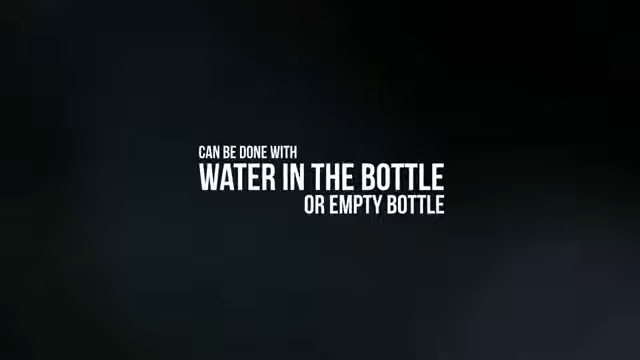 CAN BE DONE WITH
WATER IN THE BOTTLE
OR EMPTY BOTTLE